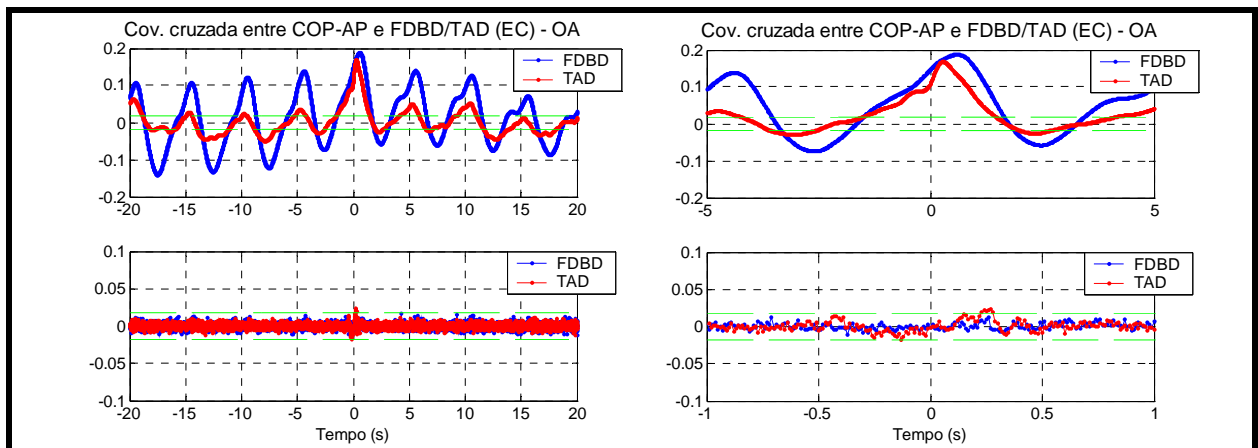 Cov. cruzada entre COP-AP e FDBD/TAD (EC) - OA
0.2
0.1
0
-0.1
-0.2
-20 -15 -10 -5 0 5 10 15 20
FDBD
TAD
Cov. cruzada entre COP-AP e FDBD/TAD (EC) - OA
0.2
0.1
0
-0.1
-0.2
-5 0 5
FDBD
TAD
0.1
0.05
0
-0.05
-0.1
-20 -15 -10 -5 0 5 10 15 20
Tempo (s)
FDBD
TAD
0.1
0.05
0
-0.05
-0.1
-1 -0.5 0 0.5 1
Tempo (s)
FDBD
TAD